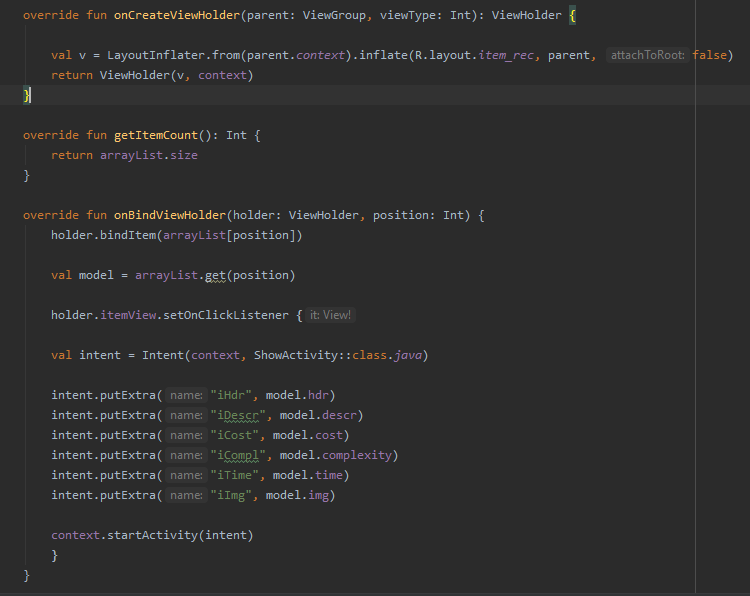 override fun onCreateViewHolder(parent: ViewGroup, viewType: Int): ViewHolder {
val v = LayoutInflater.from(parent.context).inflate(R.layout.item_rec, parent, attachToRoot: false)
return ViewHolder(v, context)
}
override fun getItemCount(): Int {
return arrayList.size
}
override fun onBindViewHolder(holder: ViewHolder, position: Int) {
holder.bindItem(arrayList[position])
val model = arrayList.get(position)
holder.itemView.setOnClickListener { it: View!
val intent = Intent(context, ShowActivity::class.java)
intent.putExtra( name: "iHdr", model.hdr)
intent.putExtra( name: "iDescr", model.descr)
intent.putExtra( name: "iCost", model.cost)
intent.putExtra( name: "iCompl", model.complexity)
intent.putExtra( name: "iTime", model.time)
intent.putExtra( name: "iImg", model.img)
context.startActivity(intent)
}
}